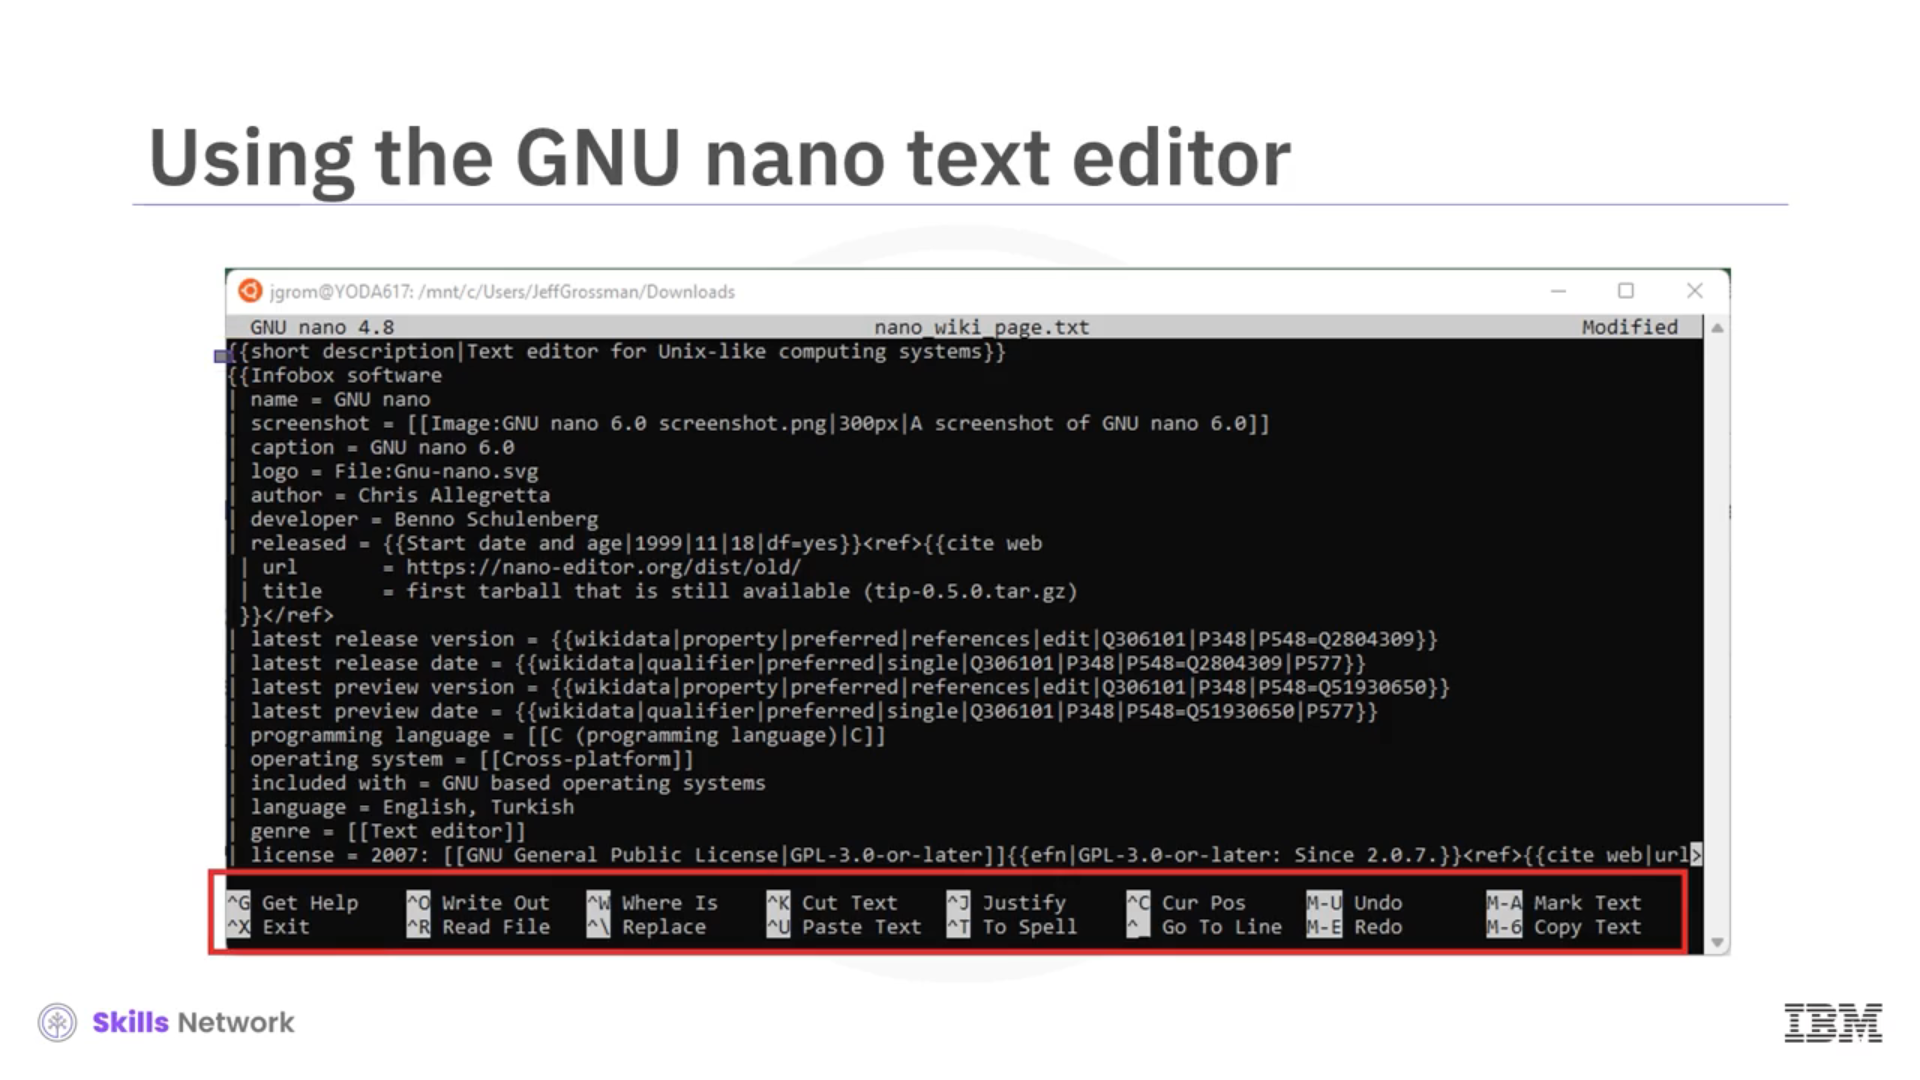 Using the GNU nano text editor
jgrom@YODA617: /mnt/c/Users/JeffGrossman/Downloads
GNU nano 4.8 nano_wiki_page.txt Modified
{{short description|Text editor for Unix-like computing systems}}
{{Infobox software
| name = GNU nano
| screenshot = [[Image:GNU nano 6.0 screenshot.png|300px|A screenshot of GNU nano 6.0]]
| caption = GNU nano 6.0
| logo = File:Gnu-nano.svg
| author = Chris Allegretta
| developer = Benno Schulenberg
| released = {{Start date and age|1999|11|18|df=yes}}<ref>{{cite web
| url = https://nano-editor.org/dist/old/
| title = first tarball that is still available (tip-0.5.0.tar.gz)
}}</ref>
| latest release version = {{wikidata|property|preferred|references|edit|Q306101|P348|P548=Q2804309}}
| latest release date = {{wikidata|qualifier|preferred|single|Q306101|P348|P548=Q2804309|P577}}
| latest preview version = {{wikidata|property|preferred|references|edit|Q306101|P348|P548=Q51930650}}
| latest preview date = {{wikidata|qualifier|preferred|single|Q306101|P348|P548=Q51930650|P577}}
| programming language = [[C (programming language)|C]]
| operating system = [[Cross-platform]]
| included with = GNU based operating systems
| language = English, Turkish
| genre = [[Text editor]]
| license = 2007: [[GNU General Public License|GPL-3.0-or-later]]{{efn|GPL-3.0-or-later: Since 2.0.7.}}<ref>{{cite web|url>
^G Get Help ^O Write Out ^W Where Is ^K Cut Text ^J Justify ^C Cur Pos M-U Undo M-A Mark Text
^X Exit ^R Read File ^\ Replace ^U Paste Text ^T To Spell ^_ Go To Line M-E Redo M-6 Copy Text
Skills Network
IBM